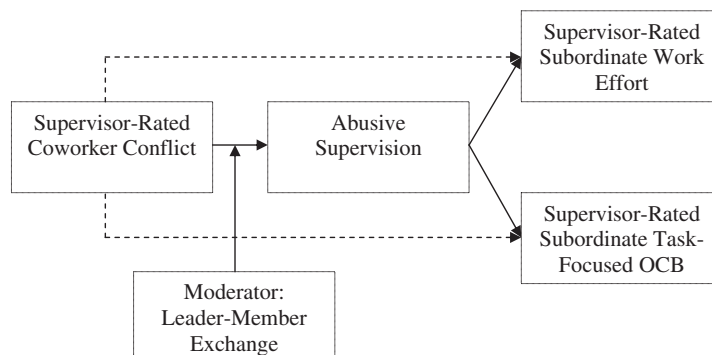 Supervisor-Rated
Subordinate Work
Effort
Supervisor-Rated
Coworker Conflict
Abusive
Supervision
Supervisor-Rated
Subordinate Task-
Focused OCB
Moderator:
Leader-Member
Exchange